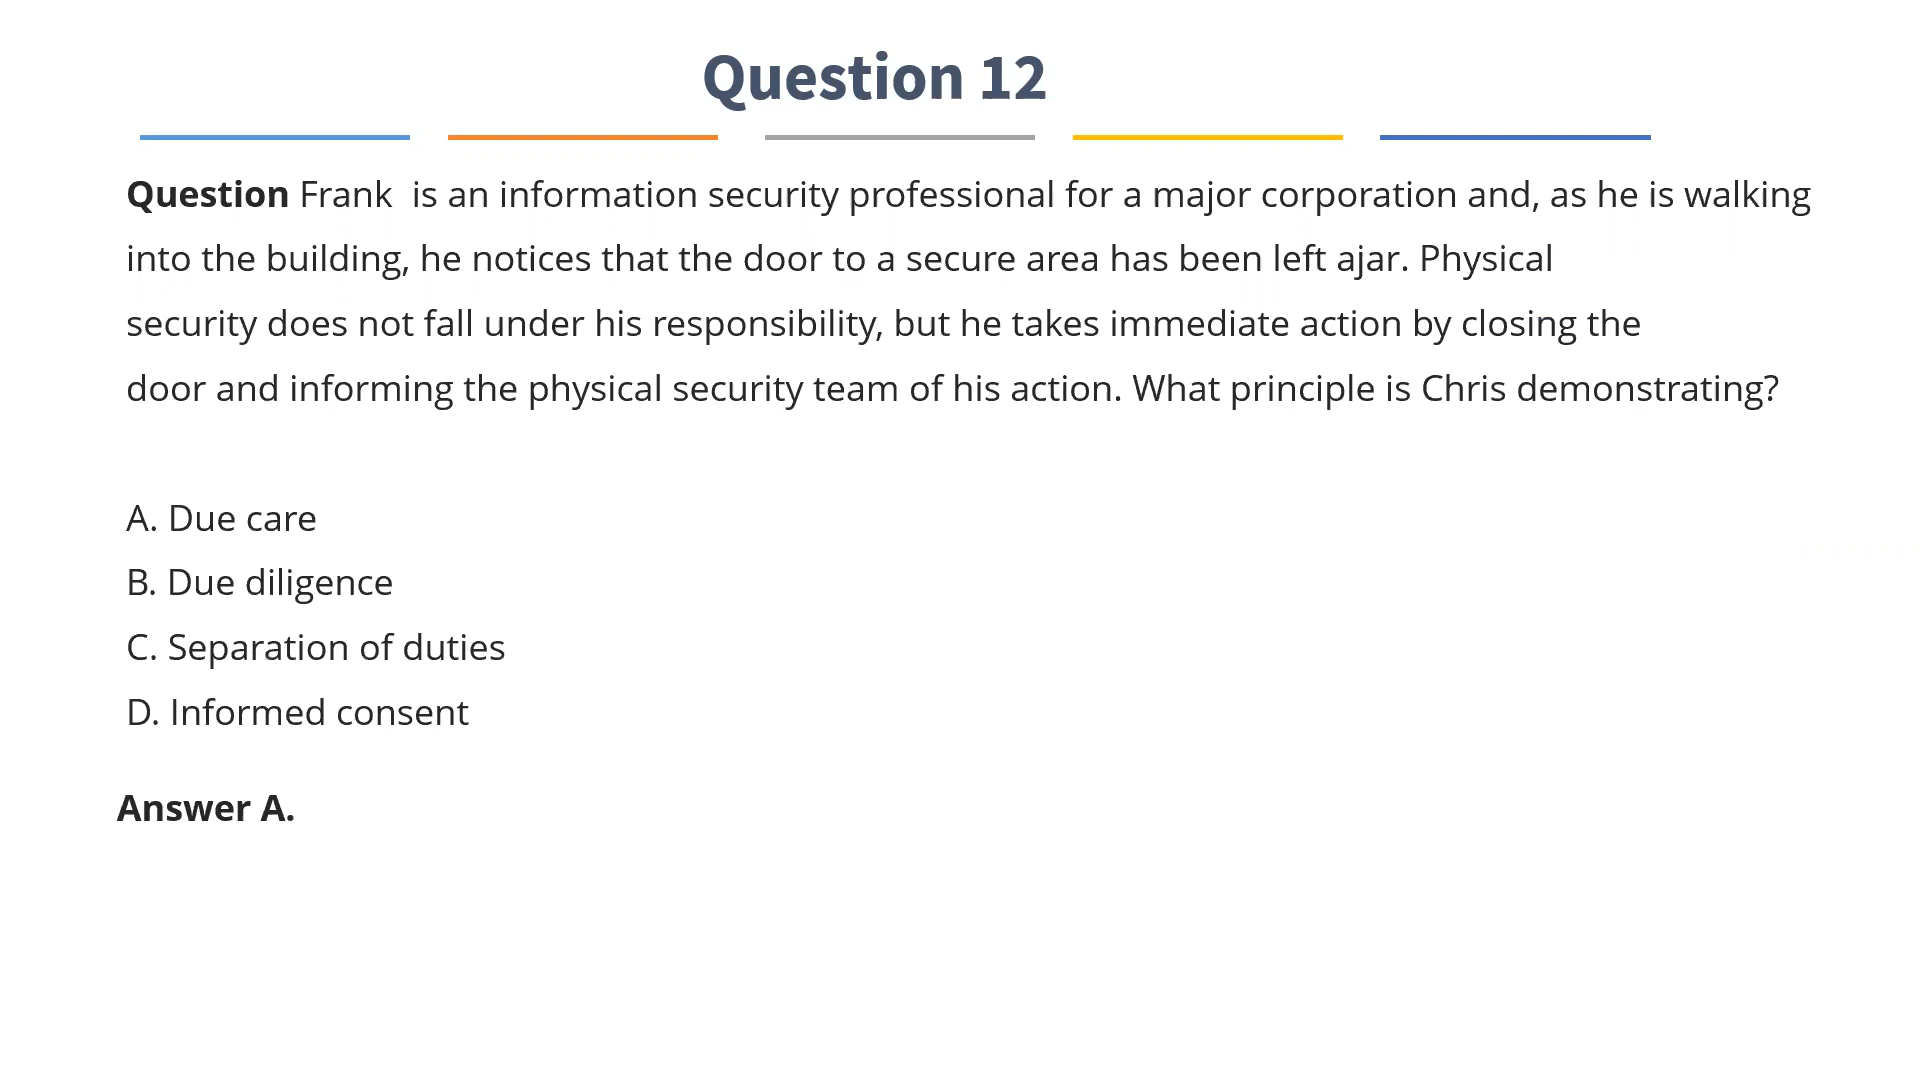 Question 12
Question Frank  is an information security professional for a major corporation and, as he is walking
into the building, he notices that the door to a secure area has been left ajar. Physical
security does not fall under his responsibility, but he takes immediate action by closing the
door and informing the physical security team of his action. What principle is Chris demonstrating?
A. Due care
B. Due diligence
C. Separation of duties
D. Informed consent
Answer A.